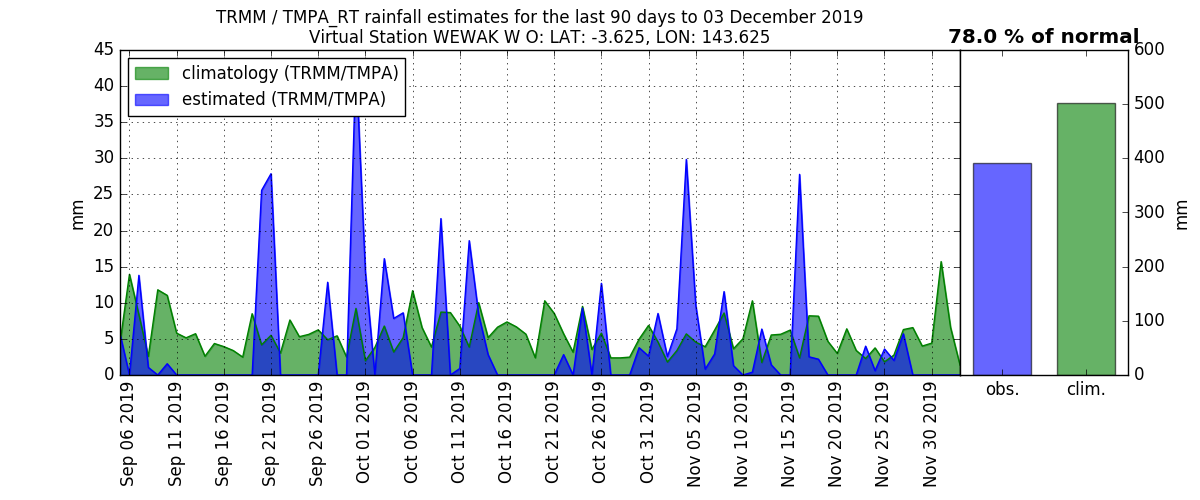 TRMM / TMPA_RT rainfall estimates for the last 90 days to 03 December 2019
Virtual Station WEWAK W O: LAT: -3.625, LON: 143.625
78.0 % of normal
climatology (TRMM/TMPA)
estimated (TRMM/TMPA)
45
40
35
30
25
20
15
10
5
0
mm
600
500
400
300
200
100
0
mm
Sep 06 2019
Sep 11 2019
Sep 16 2019
Sep 21 2019
Sep 26 2019
Oct 01 2019
Oct 06 2019
Oct 11 2019
Oct 16 2019
Oct 21 2019
Oct 26 2019
Oct 31 2019
Nov 05 2019
Nov 10 2019
Nov 15 2019
Nov 20 2019
Nov 25 2019
Nov 30 2019
obs.
clim.